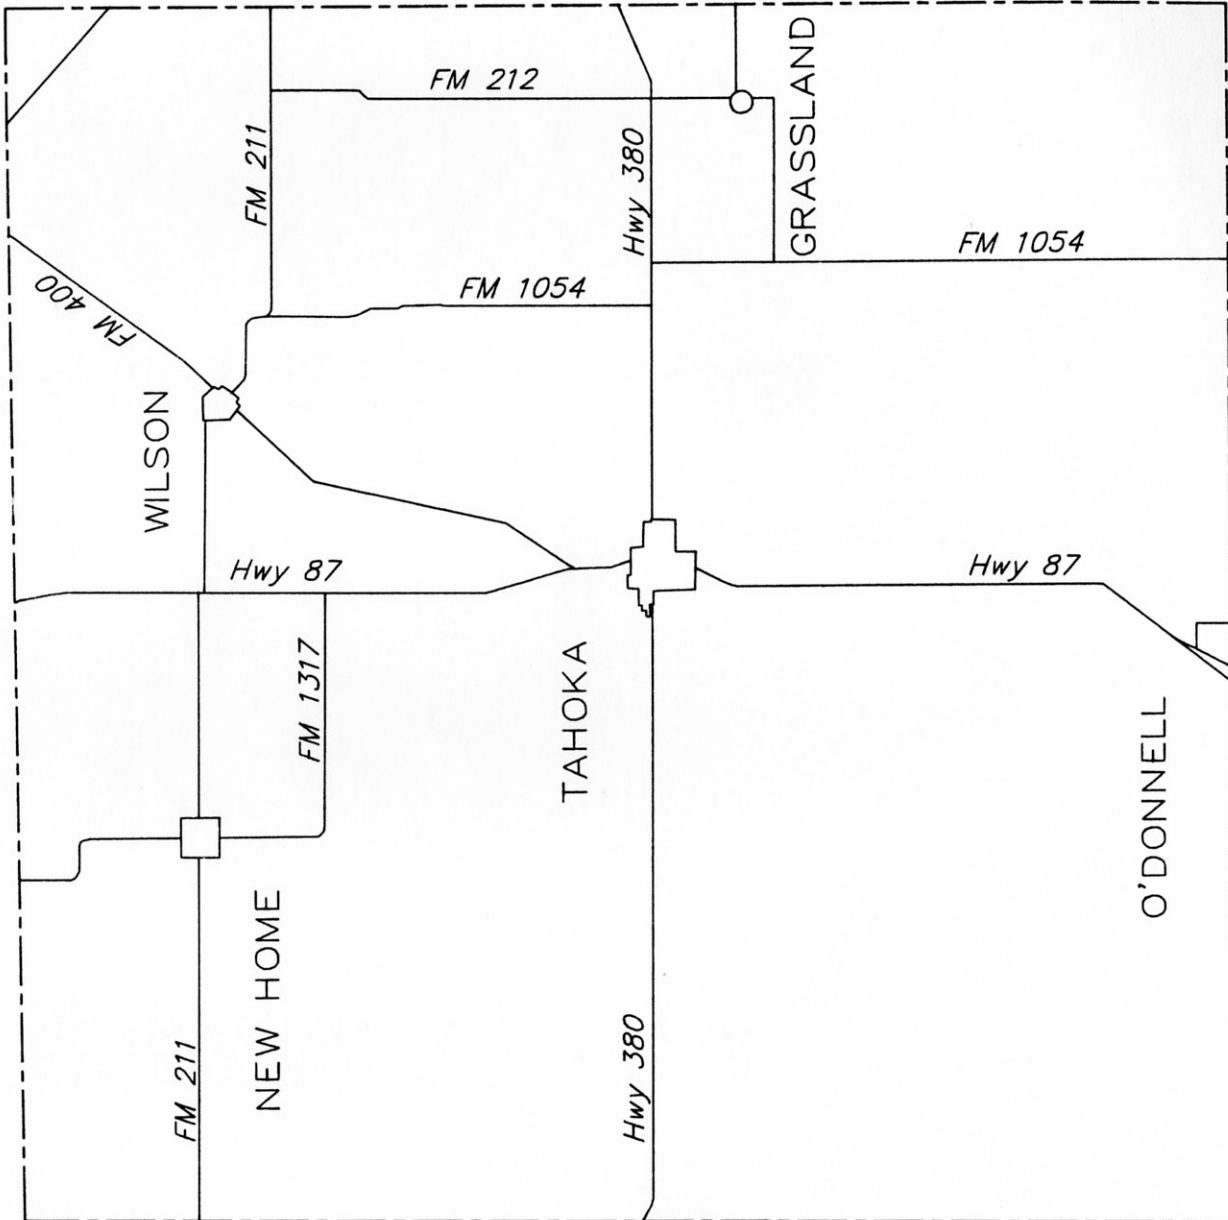 FM 212
FM 211
Hwy 380
GRASSLAND
FM 1054
FM 1054
FM 400
WILSON
Hwy 87
Hwy 87
FM 1317
TAHOKA
O'DONNELL
NEW HOME
FM 211
Hwy 380